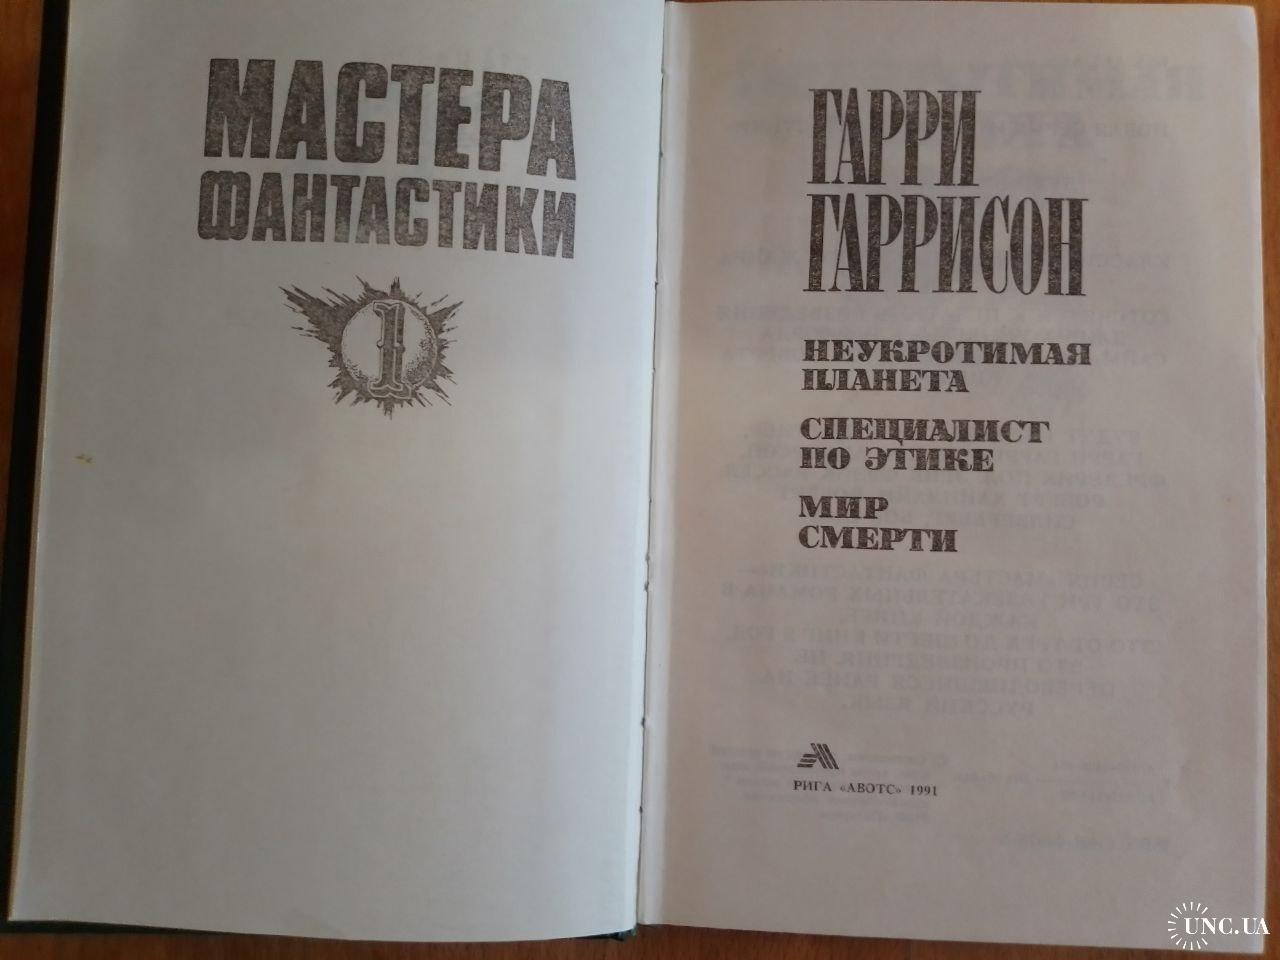 МАСТЕРА
ФАНТАСТИКИ
1
ГАРРИ
ГАРРИСОН
НЕУКРОТИМАЯ
ПЛАНЕТА
СПЕЦИАЛИСТ
ПО ЭТИКЕ
МИР
СМЕРТИ
РИГА «АВОТС» 1991
UNC.UA